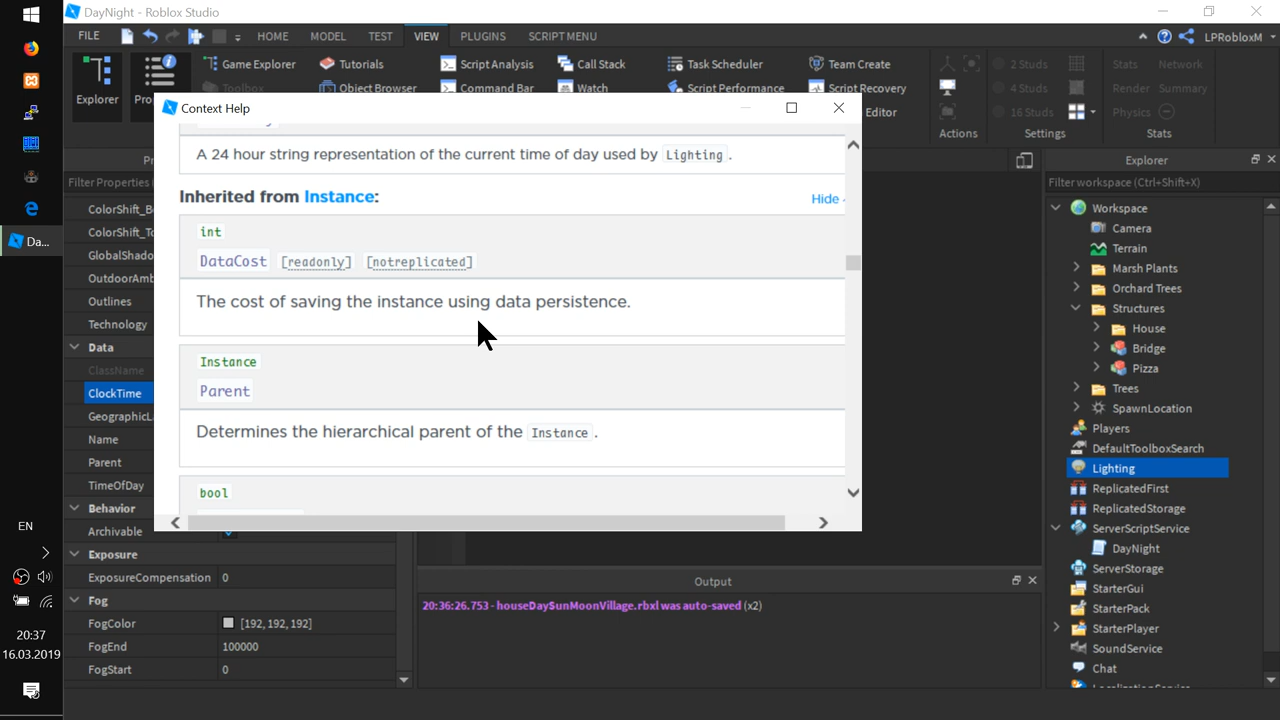 DayNight - Roblox Studio
FILE
HOME
MODEL
TEST
VIEW
PLUGINS
SCRIPT MENU
LPRobloxM
Explorer
Game Explorer
Tutorials
Script Analysis
Call Stack
Task Scheduler
Team Create
Toolbox
Object Browser
Command Bar
Watch
Script Performance
Script Recovery
Editor
2 Studs
4 Studs
16 Studs
Stats
Network
Render
Summary
Physics
Actions
Settings
Stats
Context Help
A 24 hour string representation of the current time of day used by Lighting.
Inherited from Instance:
Hide
int
DataCost [readonly] [notreplicated]
The cost of saving the instance using data persistence.
Instance
Parent
Determines the hierarchical parent of the Instance.
bool
Filter Properties
ColorShift_B
ColorShift_To
GlobalShado
OutdoorAmb
Outlines
Technology
Data
ClassName
ClockTime
GeographicL
Name
Parent
TimeOfDay
Behavior
Archivable
Exposure
ExposureCompensation 0
Fog
FogColor [192, 192, 192]
FogEnd 100000
FogStart 0
Output
20:36:26.753 - houseDaySunMoonVillage.rbxl was auto-saved (x2)
Explorer
Filter workspace (Ctrl+Shift+X)
Workspace
Camera
Terrain
Marsh Plants
Orchard Trees
Structures
House
Bridge
Pizza
Trees
SpawnLocation
Players
DefaultToolboxSearch
Lighting
ReplicatedFirst
ReplicatedStorage
ServerScriptService
DayNight
ServerStorage
StarterGui
StarterPack
StarterPlayer
SoundService
Chat
Da...
EN
20:37
16.03.2019